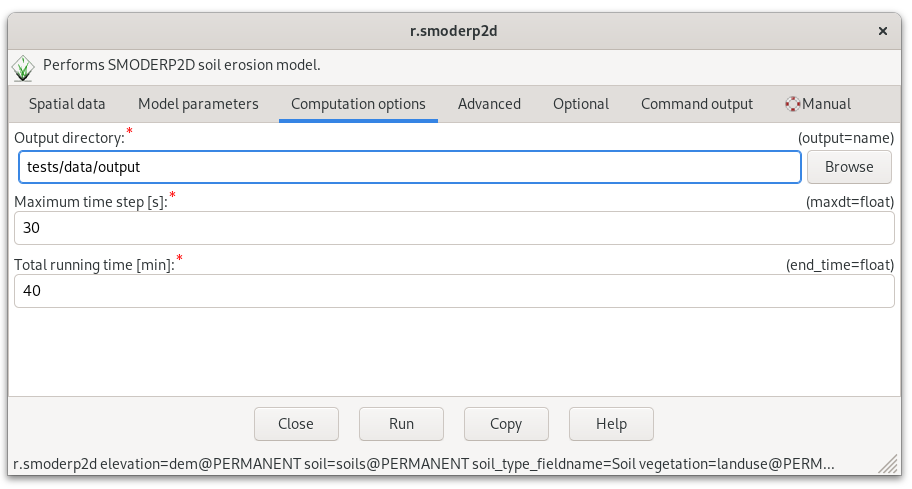 r.smoderp2d ×
Performs SMODERP2D soil erosion model.
Spatial data Model parameters Computation options Advanced Optional Command output Manual
Output directory:* (output=name)
tests/data/output Browse
Maximum time step [s]:* (maxdt=float)
30
Total running time [min]:* (end_time=float)
40
Close Run Copy Help
r.smoderp2d elevation=dem@PERMANENT soil=soils@PERMANENT soil_type_fieldname=Soil vegetation=landuse@PERM...